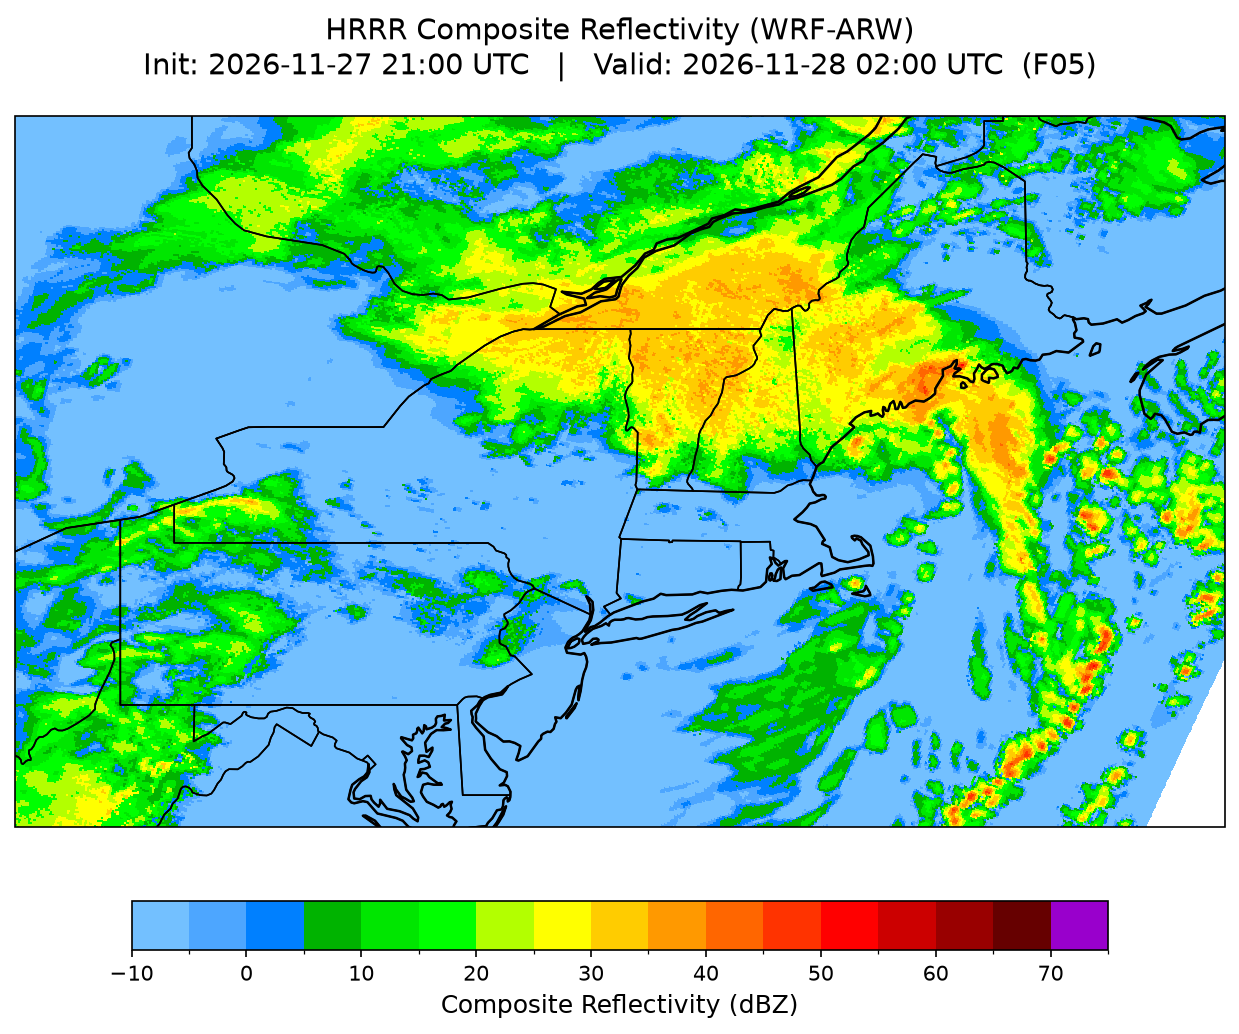 HRRR Composite Reflectivity (WRF-ARW)
Init: 2026-11-27 21:00 UTC   |   Valid: 2026-11-28 02:00 UTC  (F05)
−10 0 10 20 30 40 50 60 70
Composite Reflectivity (dBZ)